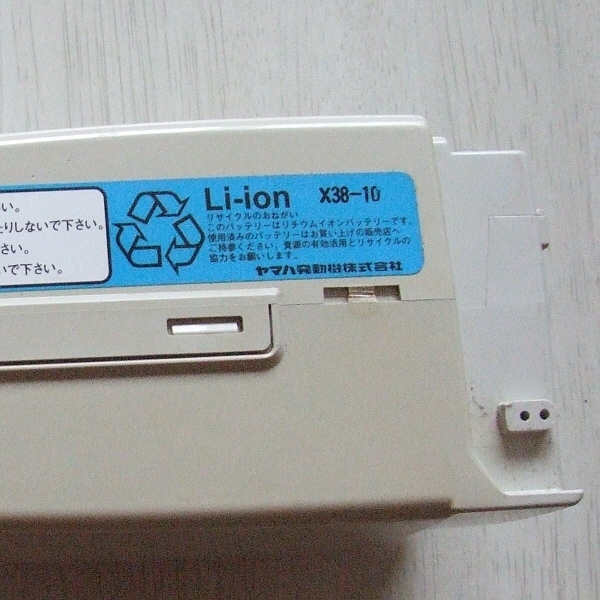 い。
たりしないで下さい。
さい。
いで下さい。
Li-ion X38-10
リサイクルのおねがい
このバッテリーはリチウムイオンバッテリーです。
使用済みのバッテリーはお買い上げの販売店へ
ご持参ください。資源の有効活用とリサイクルの
協力をお願いします。
ヤマハ発動機株式会社